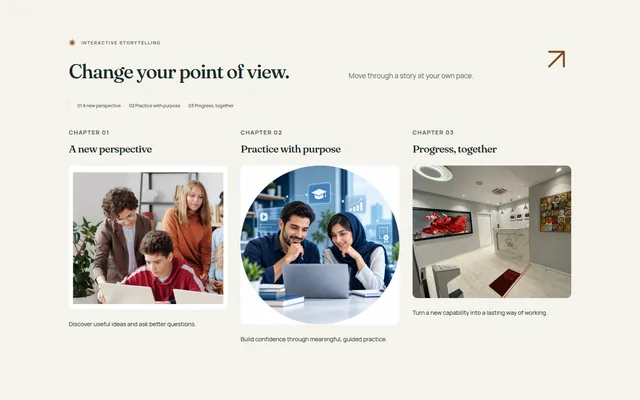 INTERACTIVE STORYTELLING
Change your point of view.
Move through a story at your own pace.
01 A new perspective 02 Practice with purpose 03 Progress, together
CHAPTER 01
A new perspective
Discover useful ideas and ask better questions.
CHAPTER 02
Practice with purpose
Build confidence through meaningful, guided practice.
CHAPTER 03
Progress, together
Turn a new capability into a lasting way of working.